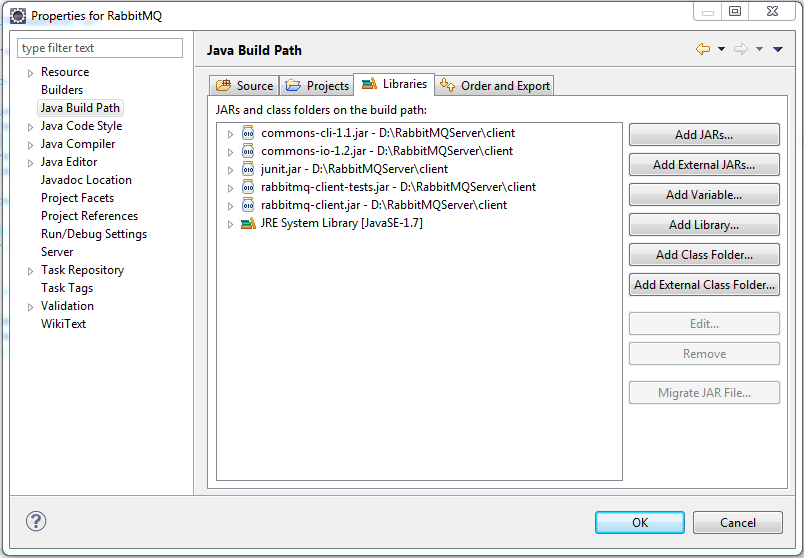 Properties for RabbitMQ
type filter text
Resource
Builders
Java Build Path
Java Code Style
Java Compiler
Java Editor
Javadoc Location
Project Facets
Project References
Run/Debug Settings
Server
Task Repository
Task Tags
Validation
WikiText
Java Build Path
Source
Projects
Libraries
Order and Export
JARs and class folders on the build path:
commons-cli-1.1.jar - D:\RabbitMQServer\client
commons-io-1.2.jar - D:\RabbitMQServer\client
junit.jar - D:\RabbitMQServer\client
rabbitmq-client-tests.jar - D:\RabbitMQServer\client
rabbitmq-client.jar - D:\RabbitMQServer\client
JRE System Library [JavaSE-1.7]
Add JARs...
Add External JARs...
Add Variable...
Add Library...
Add Class Folder...
Add External Class Folder...
Edit...
Remove
Migrate JAR File...
?
OK
Cancel